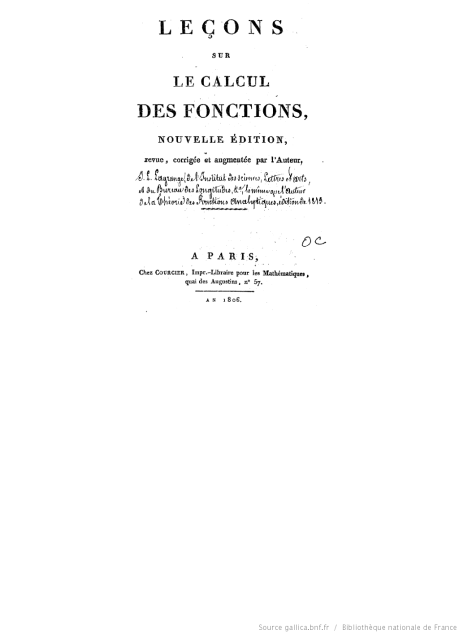 LEÇONS
SUR
LE CALCUL
DES FONCTIONS,
NOUVELLE ÉDITION,
revue, corrigée et augmentée par l'Auteur,
J. L. Lagrange, de l'Institut des Sciences, Lettres et Arts,
et du Bureau des Longitudes, &a, le même que l'Auteur
de la Théorie des Fonctions Analytiques, édition de 1813.
OC
A PARIS,
Chez COURCIER, Impr.-Libraire pour les Mathématiques,
quai des Augustins, n° 57.
AN 1806.
Source gallica.bnf.fr / Bibliothèque nationale de France